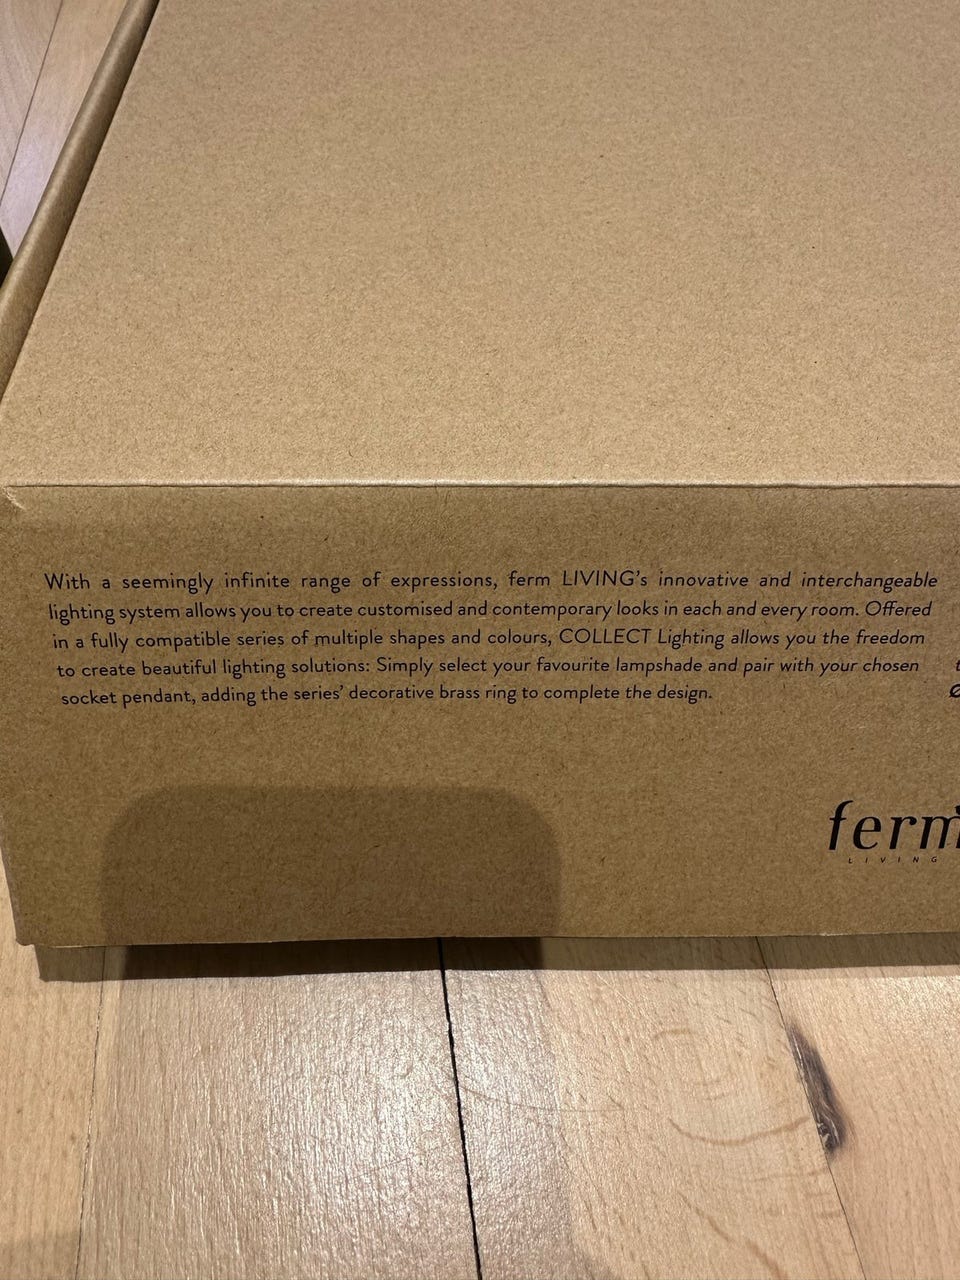 With a seemingly infinite range of expressions, ferm LIVING's innovative and interchangeable
lighting system allows you to create customised and contemporary looks in each and every room. Offered
in a fully compatible series of multiple shapes and colours, COLLECT Lighting allows you the freedom
to create beautiful lighting solutions: Simply select your favourite lampshade and pair with your chosen
socket pendant, adding the series' decorative brass ring to complete the design.
ferm
LIVING